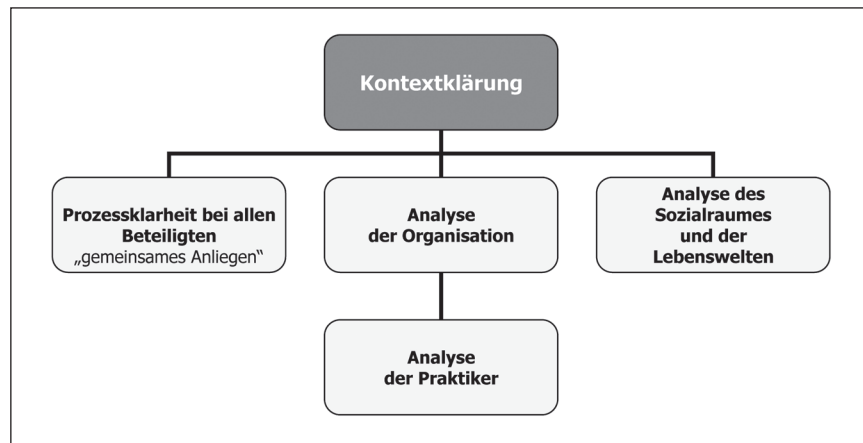 Kontextklärung
Prozessklarheit bei allen
Beteiligten
„gemeinsames Anliegen“
Analyse
der Organisation
Analyse des
Sozialraumes
und der
Lebenswelten
Analyse
der Praktiker